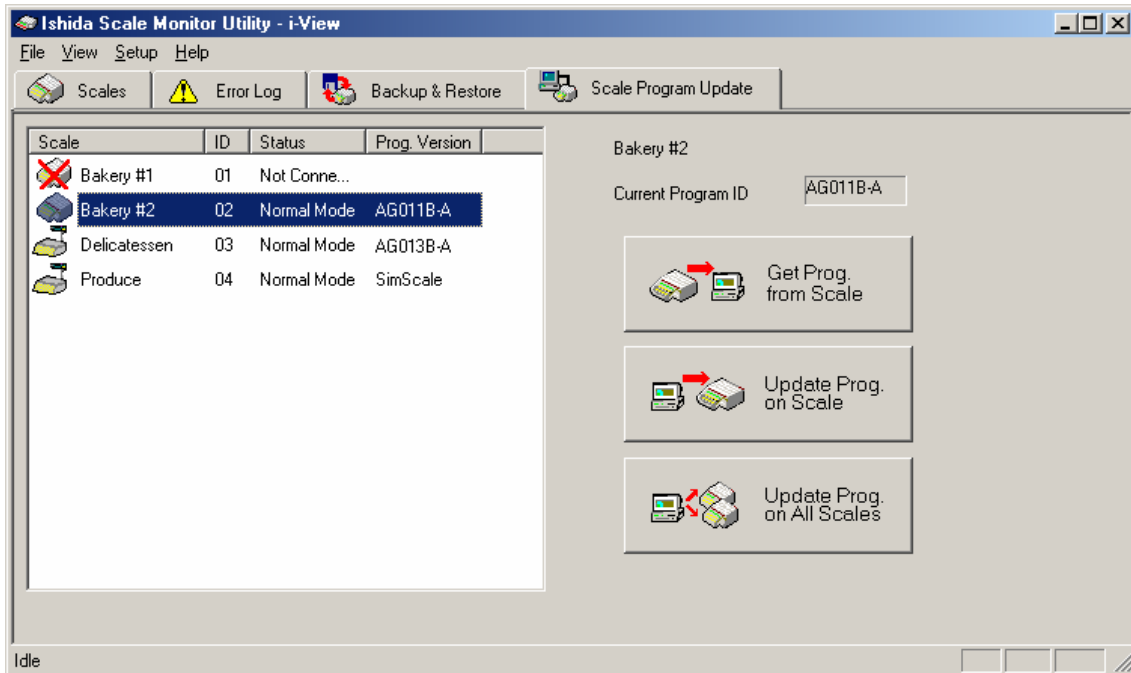 Ishida Scale Monitor Utility - i-View
File View Setup Help
Scales Error Log Backup & Restore Scale Program Update
Scale ID Status Prog. Version
Bakery #1 01 Not Conne...
Bakery #2 02 Normal Mode AG011B-A
Delicatessen 03 Normal Mode AG013B-A
Produce 04 Normal Mode SimScale
Bakery #2
Current Program ID AG011B-A
Get Prog.
from Scale
Update Prog.
on Scale
Update Prog.
on All Scales
Idle